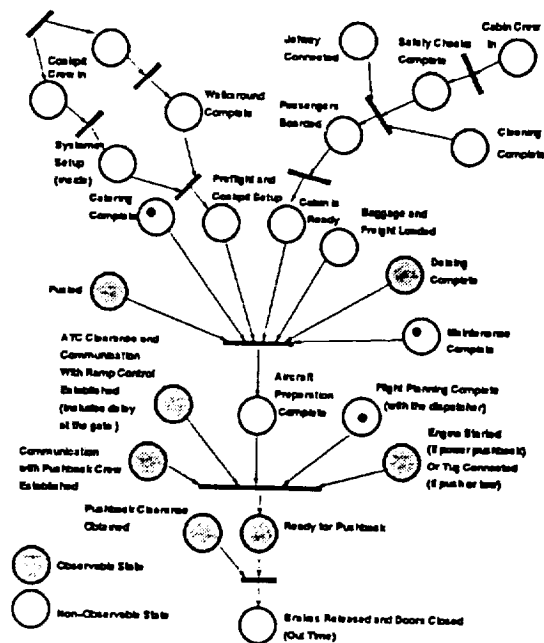 Cockpit
Crew In
Walkaround
Complete
Systems
Setup
(Inside)
Jetway
Connected
Safety Checks
Complete
Cabin Crew
In
Passengers
Boarded
Cleaning
Complete
Catering
Complete
Preflight and
Cockpit Setup
Cabin is
Ready
Baggage and
Freight Loaded
Deicing
Complete
Fueled
Maintenance
Complete
ATC Clearance and
Communication
With Ramp Control
Established
(Includes delay
at the gate)
Aircraft
Preparation
Complete
Flight Planning Complete
(with the dispatcher)
Communication
with Pushback Crew
Established
Engine Started
(if power pushback)
Or Tug Connected
(if push or tow)
Pushback Clearance
Obtained
Ready for Pushback
Observable State
Non-Observable State
Brakes Released and Doors Closed
(Out Time)